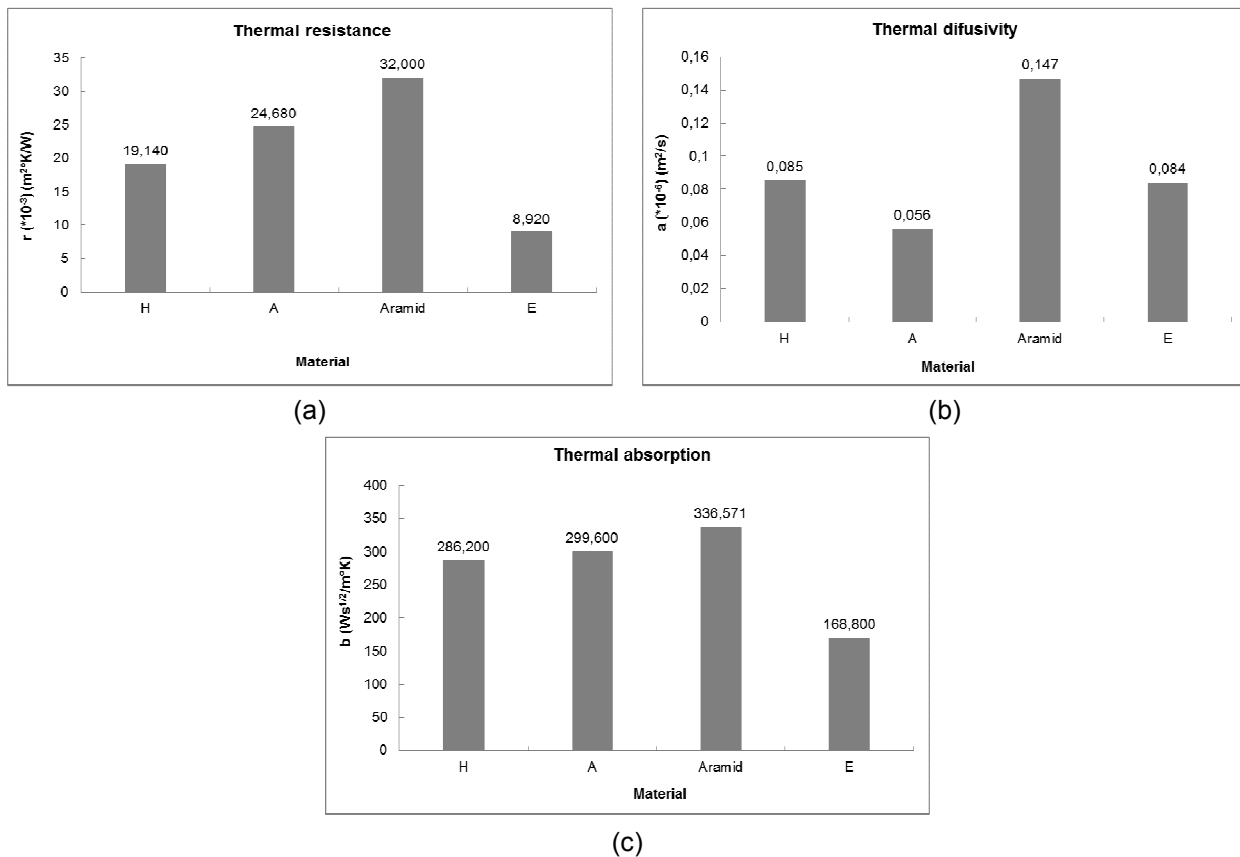 Thermal resistance
r (*10⁻³) (m²°K/W)
35
30
25
20
15
10
5
0
19,140
24,680
32,000
8,920
H A Aramid E
Material
(a)
Thermal difusivity
a (*10⁻⁶) (m²/s)
0,16
0,14
0,12
0,1
0,08
0,06
0,04
0,02
0
0,085
0,056
0,147
0,084
H A Aramid E
Material
(b)
Thermal absorption
b (Ws¹/²/m°K)
400
350
300
250
200
150
100
50
0
286,200
299,600
336,571
168,800
H A Aramid E
Material
(c)